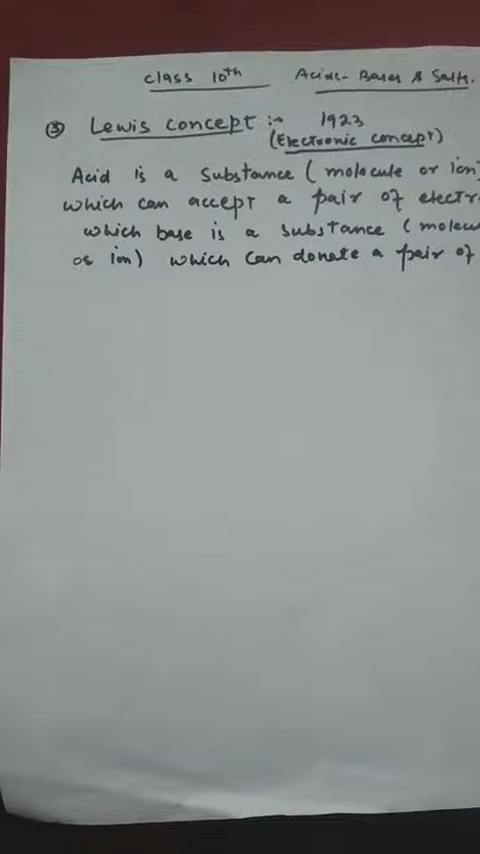 Class 10th Acids-Bases & Salts.
③ Lewis concept :- 1923
(Electronic concept)
Acid is a substance (molecule or ion)
which can accept a pair of electr
which base is a substance (molecu
os ion) which can donate a pair of